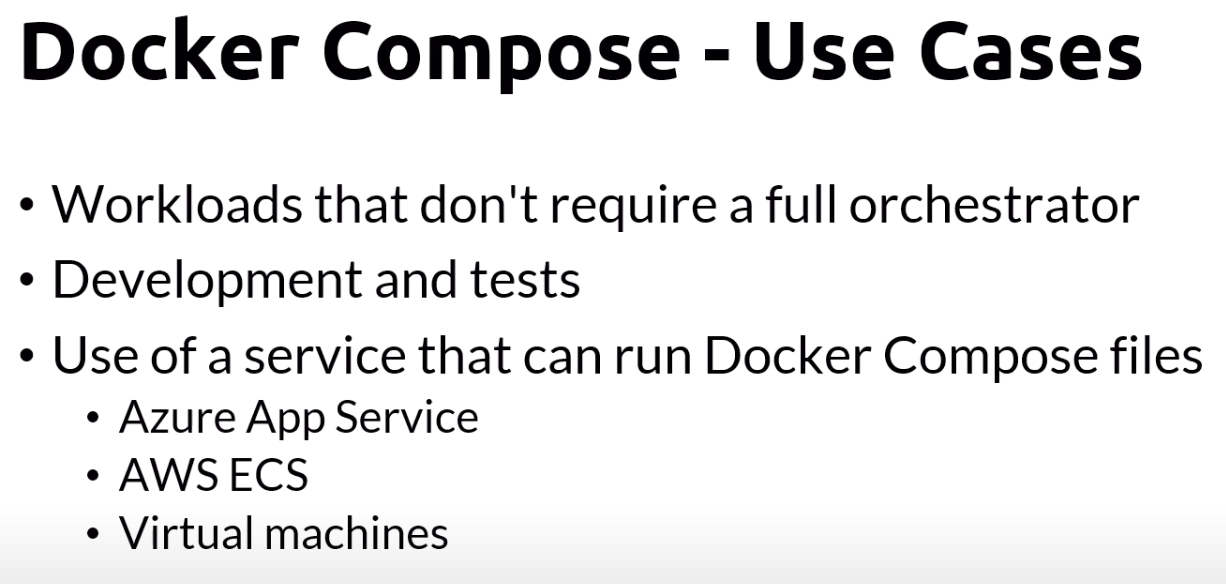 Docker Compose - Use Cases
• Workloads that don't require a full orchestrator
• Development and tests
• Use of a service that can run Docker Compose files
• Azure App Service
• AWS ECS
• Virtual machines